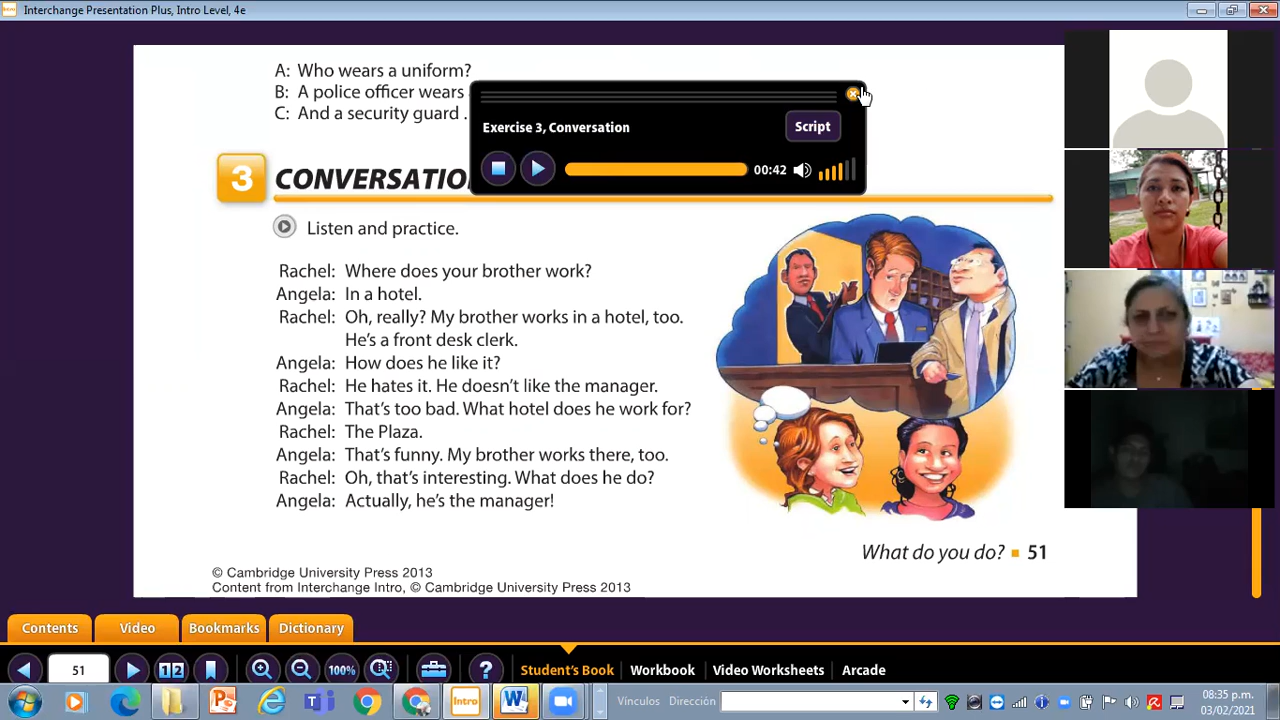 Interchange Presentation Plus, Intro Level, 4e
A: Who wears a uniform?
B: A police officer wears
C: And a security guard .
Exercise 3, Conversation
Script
00:42
3 CONVERSATIO
Listen and practice.
Rachel: Where does your brother work?
Angela: In a hotel.
Rachel: Oh, really? My brother works in a hotel, too.
He's a front desk clerk.
Angela: How does he like it?
Rachel: He hates it. He doesn't like the manager.
Angela: That's too bad. What hotel does he work for?
Rachel: The Plaza.
Angela: That's funny. My brother works there, too.
Rachel: Oh, that's interesting. What does he do?
Angela: Actually, he's the manager!
What do you do? ■ 51
© Cambridge University Press 2013
Content from Interchange Intro, © Cambridge University Press 2013
Contents Video Bookmarks Dictionary
51 12 100% ? Student's Book Workbook Video Worksheets Arcade
Intro Vínculos Dirección 08:35 p.m.
03/02/2021